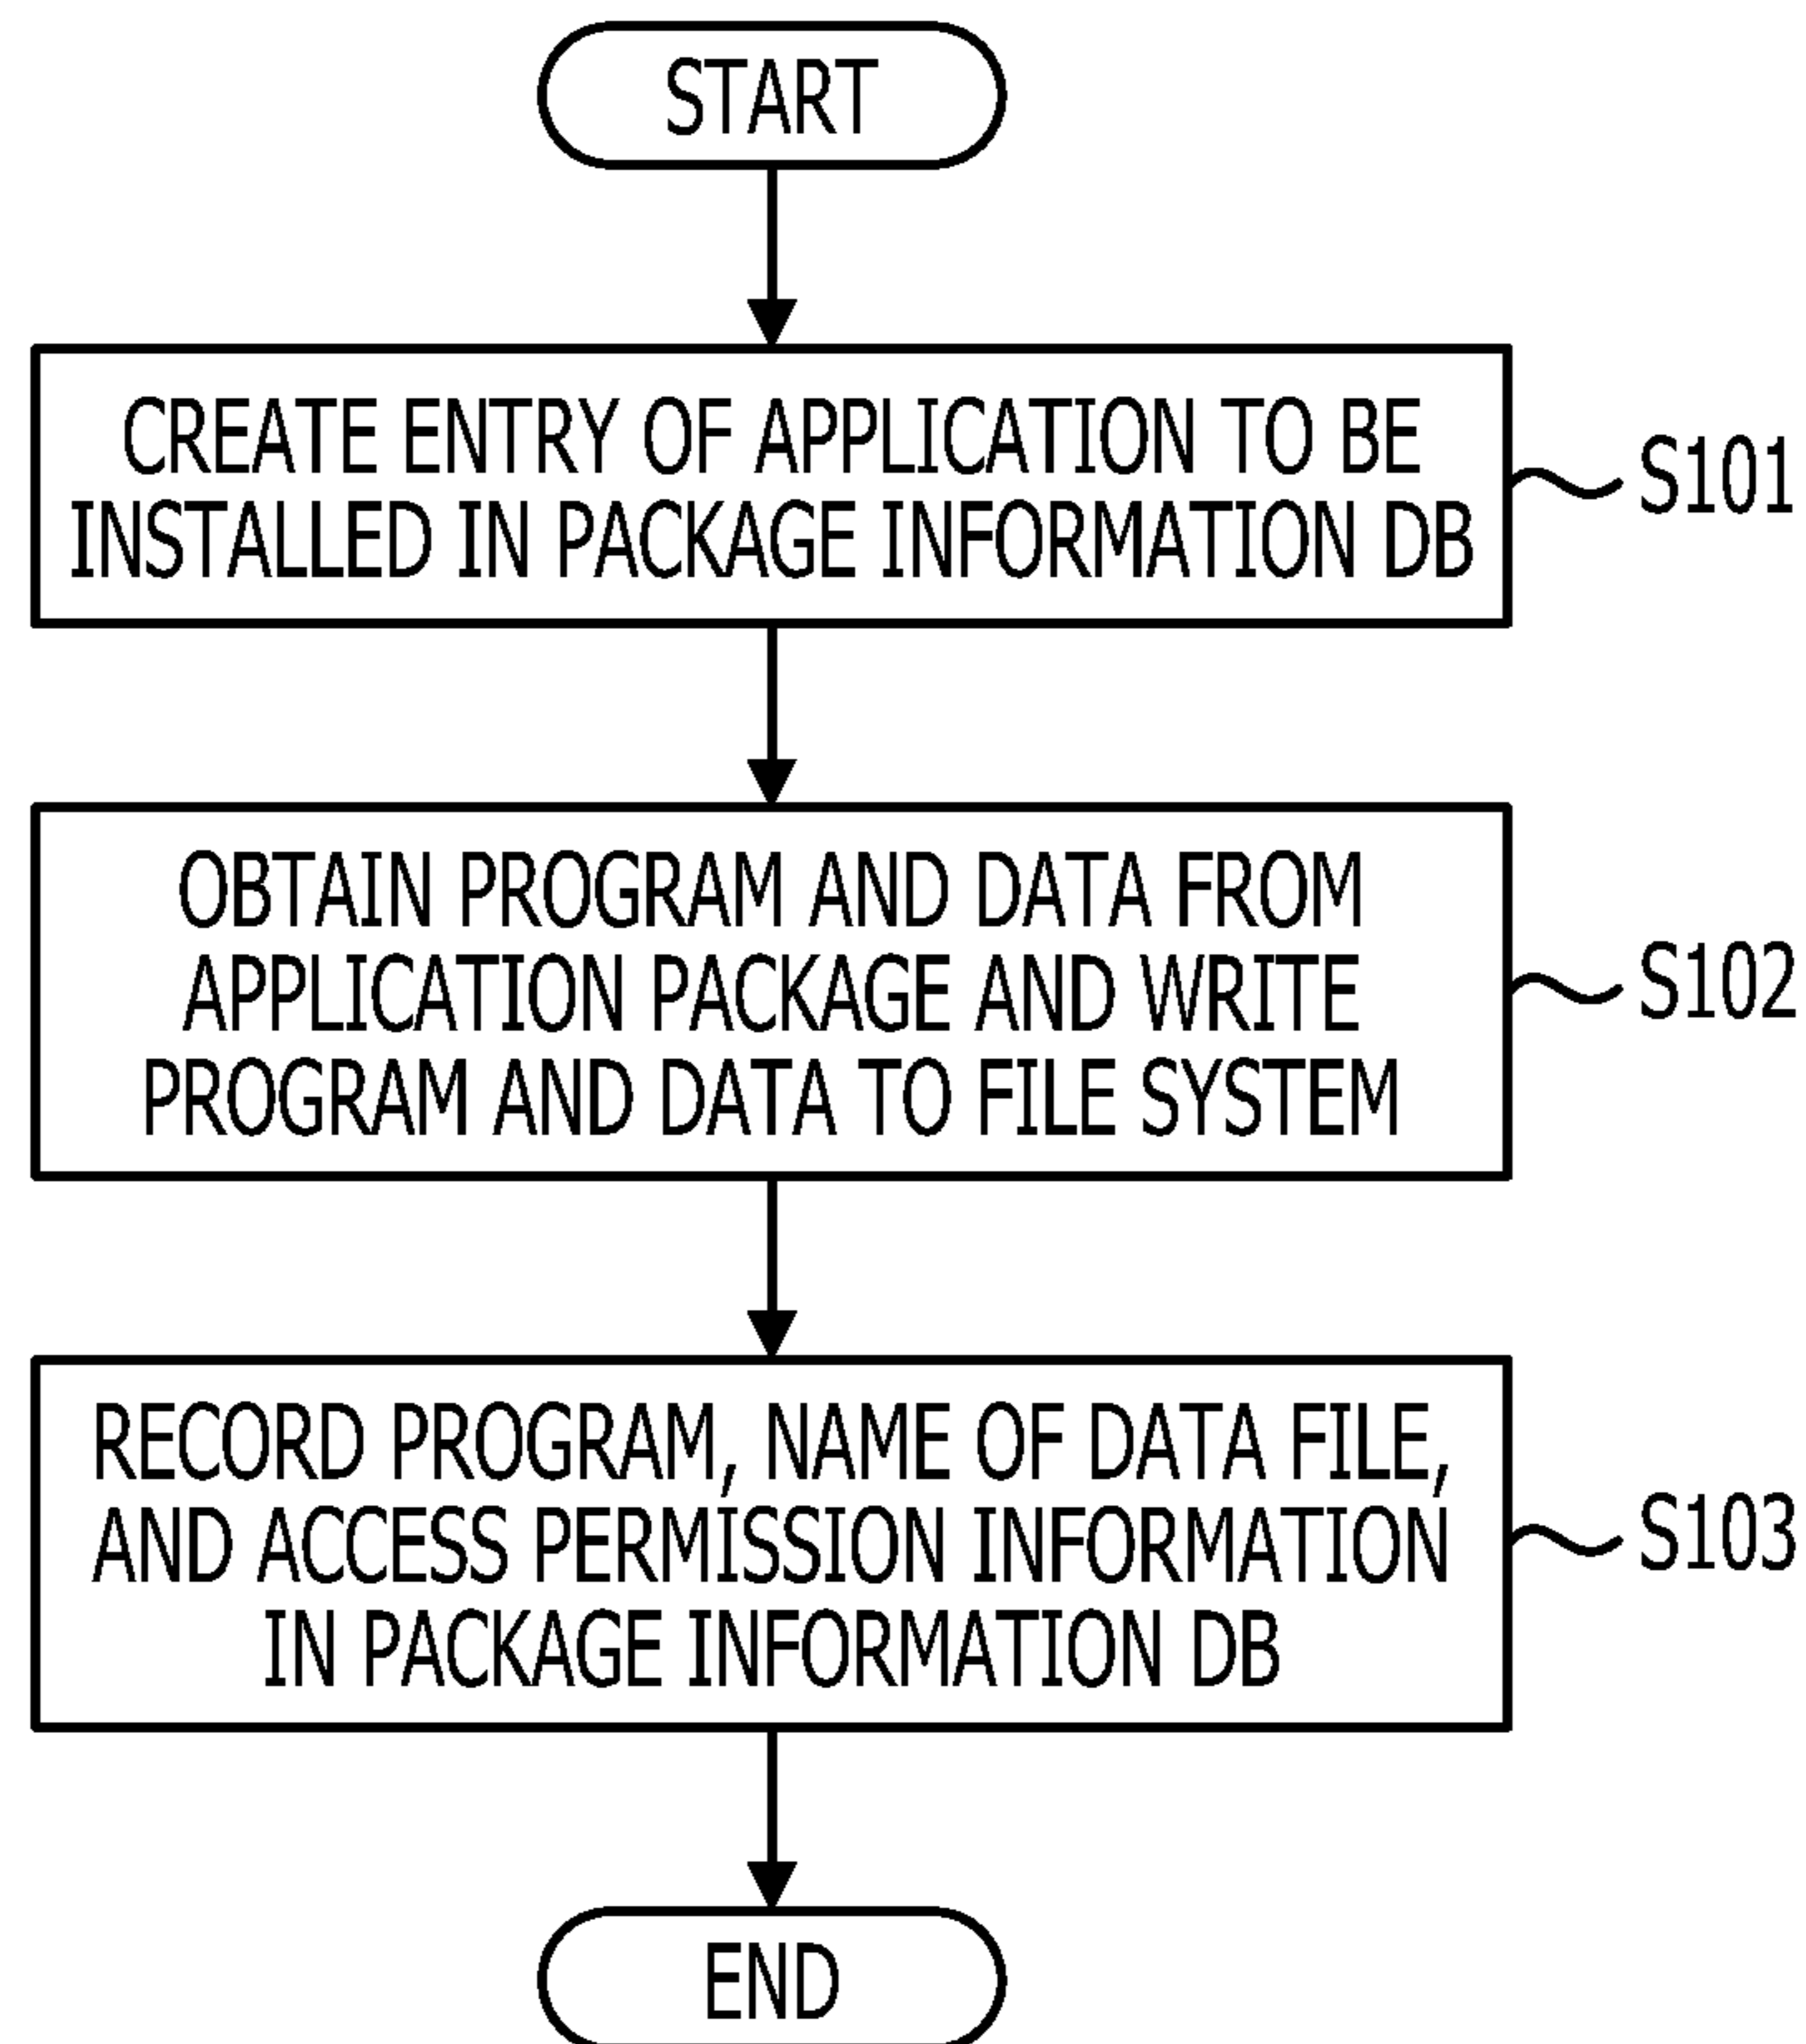 START
CREATE ENTRY OF APPLICATION TO BE
INSTALLED IN PACKAGE INFORMATION DB
S101
OBTAIN PROGRAM AND DATA FROM
APPLICATION PACKAGE AND WRITE
PROGRAM AND DATA TO FILE SYSTEM
S102
RECORD PROGRAM, NAME OF DATA FILE,
AND ACCESS PERMISSION INFORMATION
IN PACKAGE INFORMATION DB
S103
END